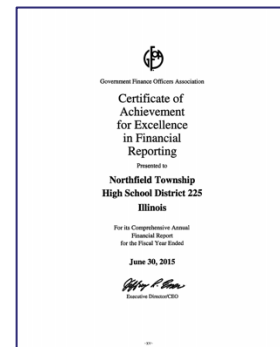 Government Finance Officers Association
Certificate of
Achievement
for Excellence
in Financial
Reporting
Presented to
Northfield Township
High School District 225
Illinois
For its Comprehensive Annual
Financial Report
for the Fiscal Year Ended
June 30, 2015
Executive Director/CEO